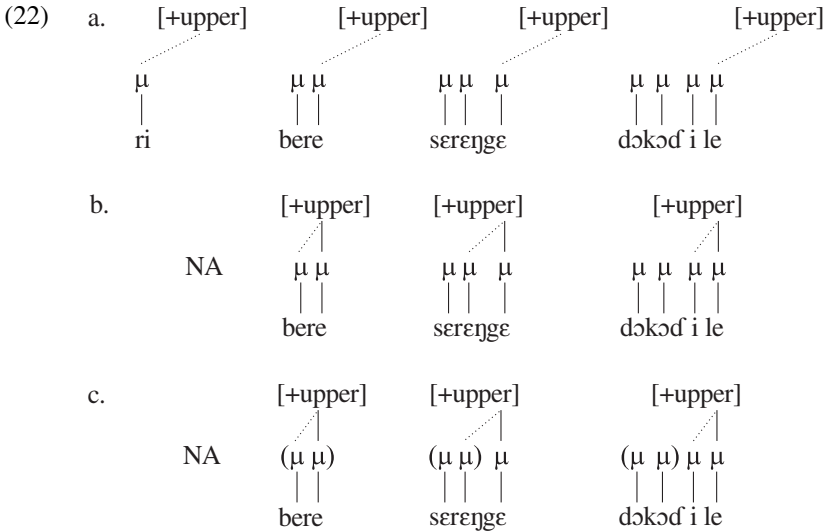 (22) a. [+upper] [+upper] [+upper] [+upper]
μ μ μ μ μ μ μ μ μ μ
ri bere sɛrɛŋgɛ dɔkɔɗ i le
b. [+upper] [+upper] [+upper]
NA μ μ μ μ μ μ μ μ μ
bere sɛrɛŋgɛ dɔkɔɗ i le
c. [+upper] [+upper] [+upper]
NA (μ μ) (μ μ) μ (μ μ) μ μ
bere sɛrɛŋgɛ dɔkɔɗ i le